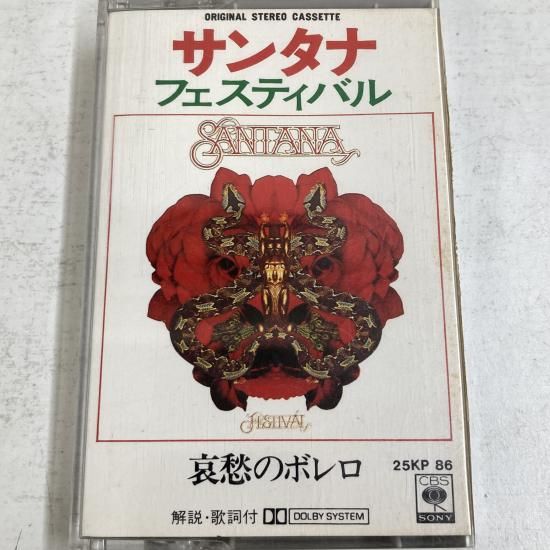 ORIGINAL STEREO CASSETTE
サンタナ
フェスティバル
SANTANA
FESTIVÁL
哀愁のボレロ
25KP 86
CBS
SONY
解説・歌詞付 DOLBY SYSTEM